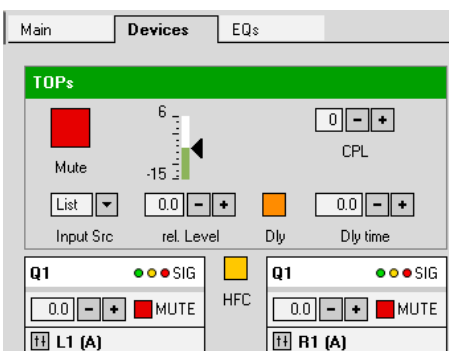 Main Devices EQs
TOPs
6
0 - +
CPL
-15
Mute
List 0.0 - + 0.0 - +
Input Src rel. Level Dly Dly time
Q1 SIG HFC Q1 SIG
0.0 - + MUTE 0.0 - + MUTE
L1 (A) R1 (A)